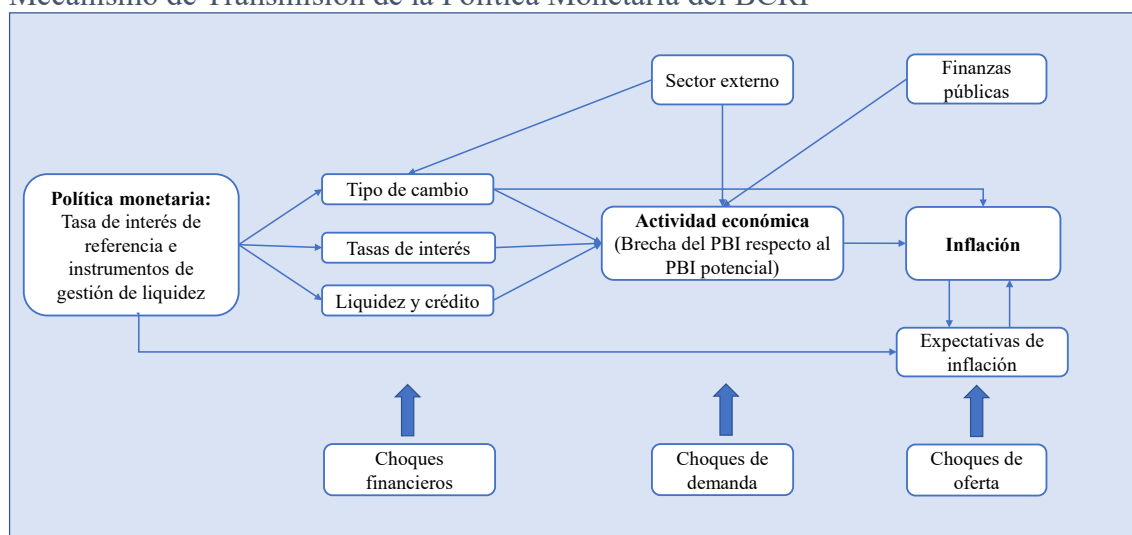 Mecanismo de Transmisión de la Política Monetaria del BCRP
Sector externo
Finanzas
públicas
Política monetaria:
Tasa de interés de
referencia e
instrumentos de
gestión de liquidez
Tipo de cambio
Tasas de interés
Liquidez y crédito
Actividad económica
(Brecha del PBI respecto al
PBI potencial)
Inflación
Expectativas de
inflación
Choques
financieros
Choques de
demanda
Choques de
oferta